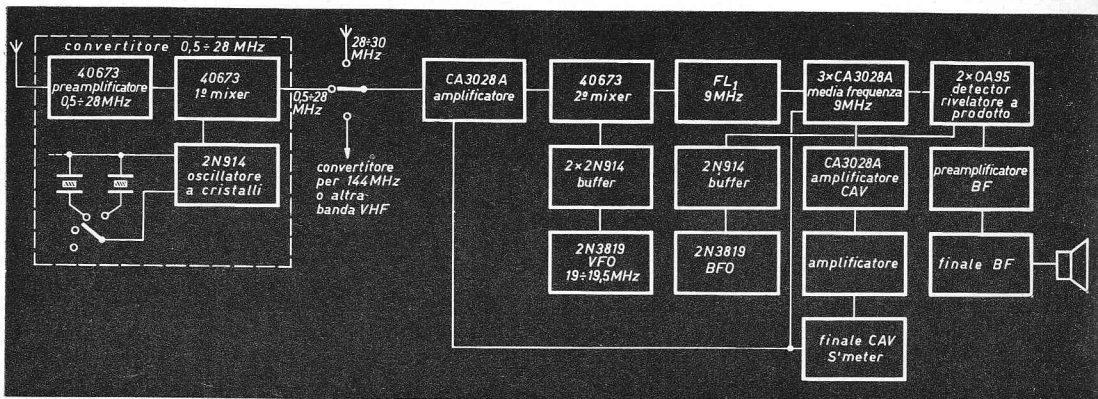 convertitore 0,5÷28 MHz
40673
preamplificatore
0,5÷28MHz
40673
1º mixer
2N914
oscillatore
a cristalli
0,5÷28
MHz
28÷30
MHz
convertitore
per 144MHz
o altra
banda VHF
CA3028A
amplificatore
40673
2º mixer
FL1
9MHz
3×CA3028A
media frequenza
9MHz
2×OA95
detector
rivelatore a
prodotto
2×2N914
buffer
2N914
buffer
CA3028A
amplificatore
CAV
preamplificatore
BF
2N3819
VFO
19÷19,5MHz
2N3819
BFO
amplificatore
finale BF
finale CAV
S'meter